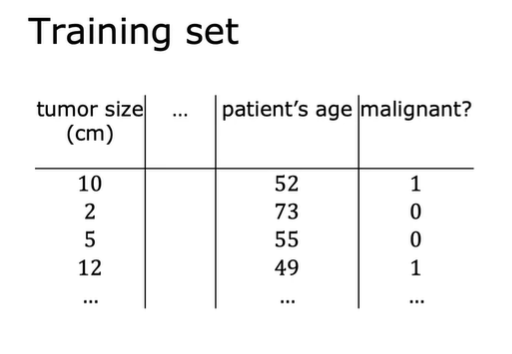 Training set
tumor size ... patient's age malignant?
(cm)
10 52 1
2 73 0
5 55 0
12 49 1
... ... ...